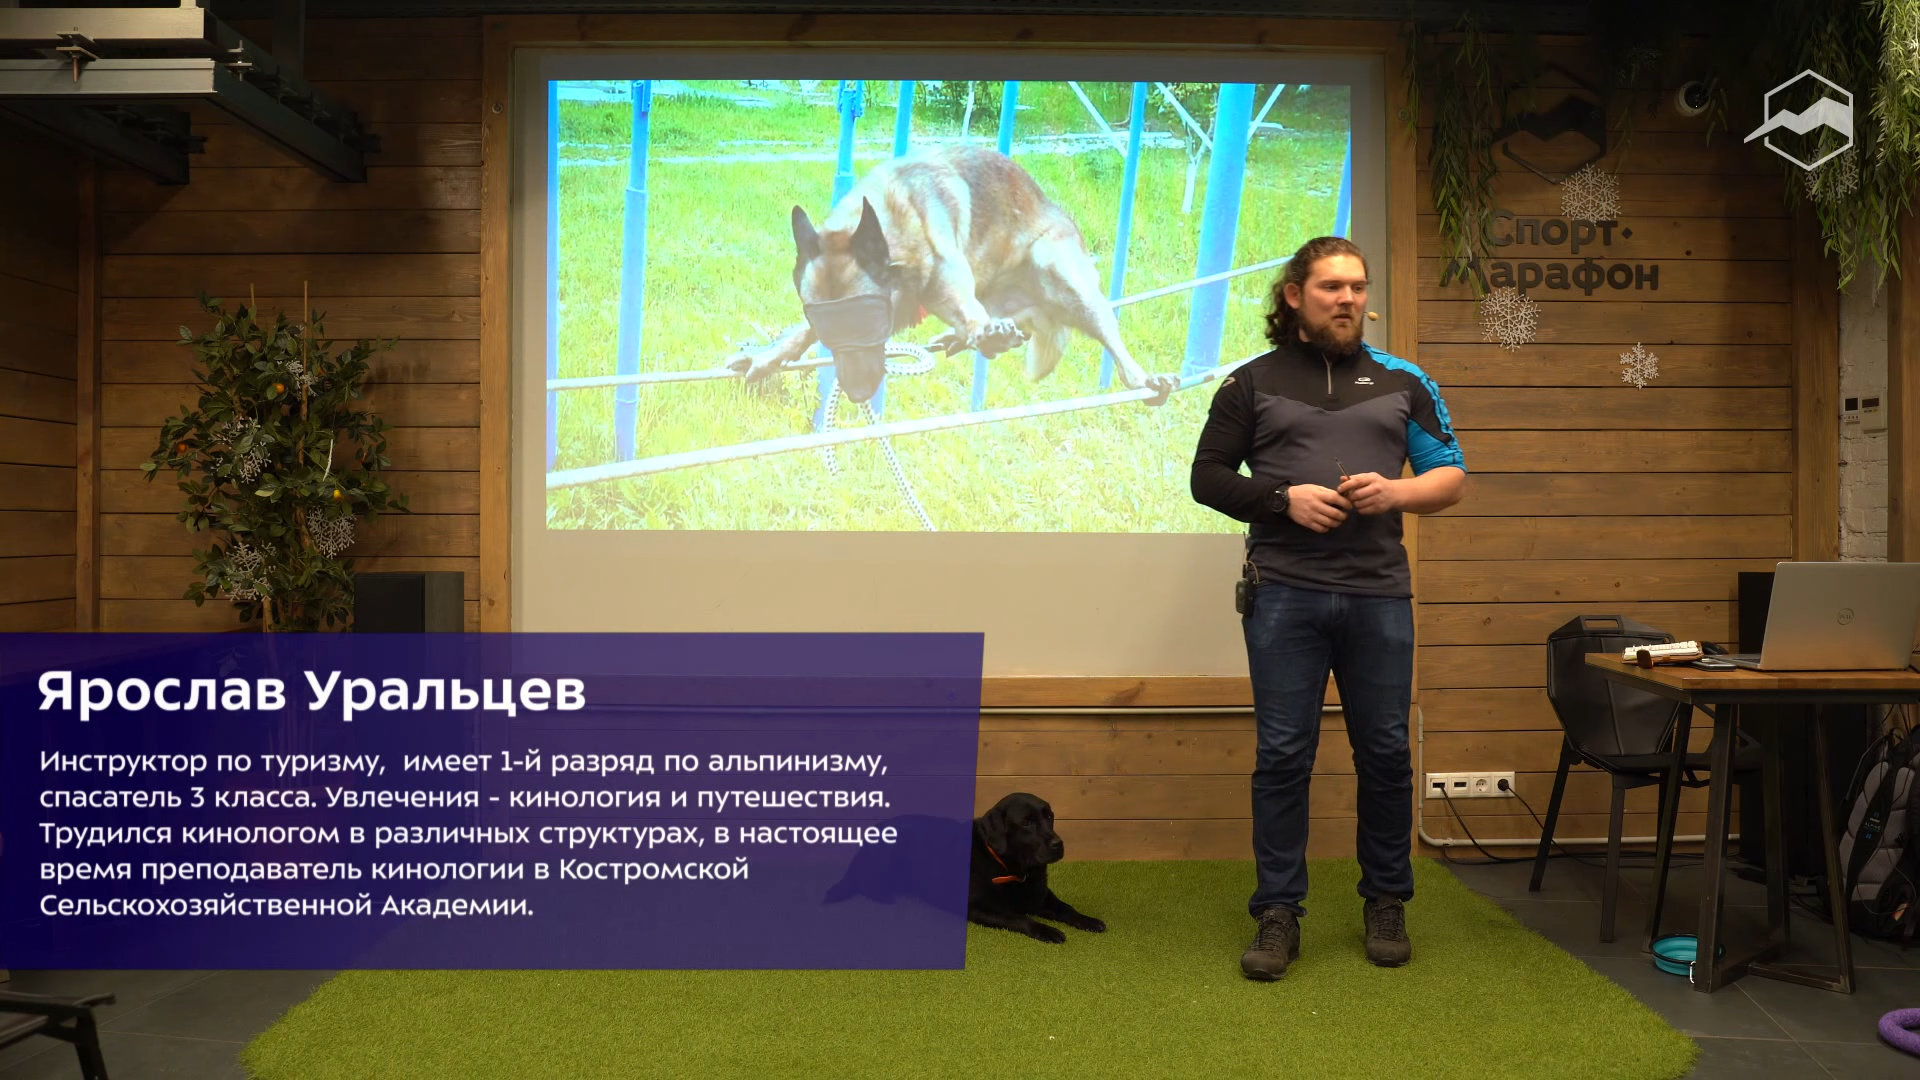 Спорт-
Марафон
Ярослав Уральцев
Инструктор по туризму,  имеет 1-й разряд по альпинизму,
спасатель 3 класса. Увлечения - кинология и путешествия.
Трудился кинологом в различных структурах, в настоящее
время преподаватель кинологии в Костромской
Сельскохозяйственной Академии.